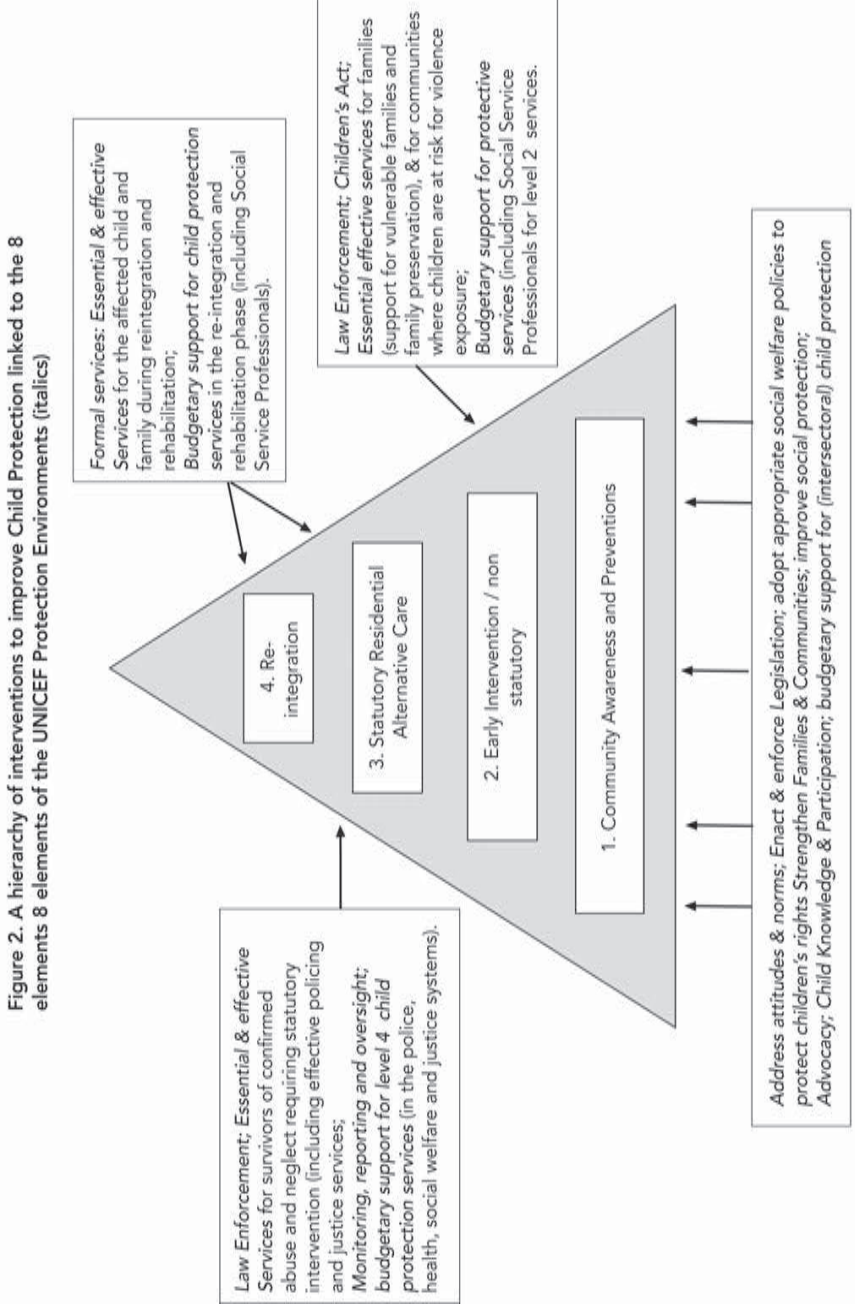 Figure 2. A hierarchy of interventions to improve Child Protection linked to the 8
elements 8 elements of the UNICEF Protection Environments (italics)
Formal services: Essential & effective
Services for the affected child and
family during reintegration and
rehabilitation;
Budgetary support for child protection
services in the re-integration and
rehabilitation phase (including Social
Service Professionals).
Law Enforcement; Essential & effective
Services for survivors of confirmed
abuse and neglect requiring statutory
intervention (including effective policing
and justice services;
Monitoring, reporting and oversight;
budgetary support for level 4 child
protection services (in the police,
health, social welfare and justice systems).
Law Enforcement; Children's Act;
Essential effective services for families
(support for vulnerable families and
family preservation), & for communities
where children are at risk for violence
exposure;
Budgetary support for protective
services (including Social Service
Professionals for level 2 services.
4. Re-
integration
3. Statutory Residential
Alternative Care
2. Early Intervention / non
statutory
1. Community Awareness and Preventions
Address attitudes & norms; Enact & enforce Legislation; adopt appropriate social welfare policies to
protect children's rights Strengthen Families & Communities; improve social protection;
Advocacy; Child Knowledge & Participation; budgetary support for (intersectoral) child protection